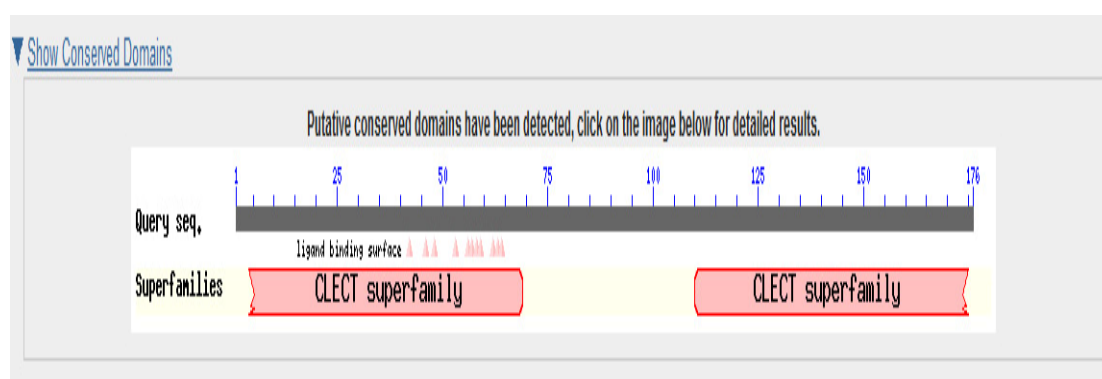 Show Conserved Domains
Putative conserved domains have been detected, click on the image below for detailed results.
1 25 50 75 100 125 150 176
Query seq.
ligand binding surface
Superfamilies CLECT superfamily CLECT superfamily